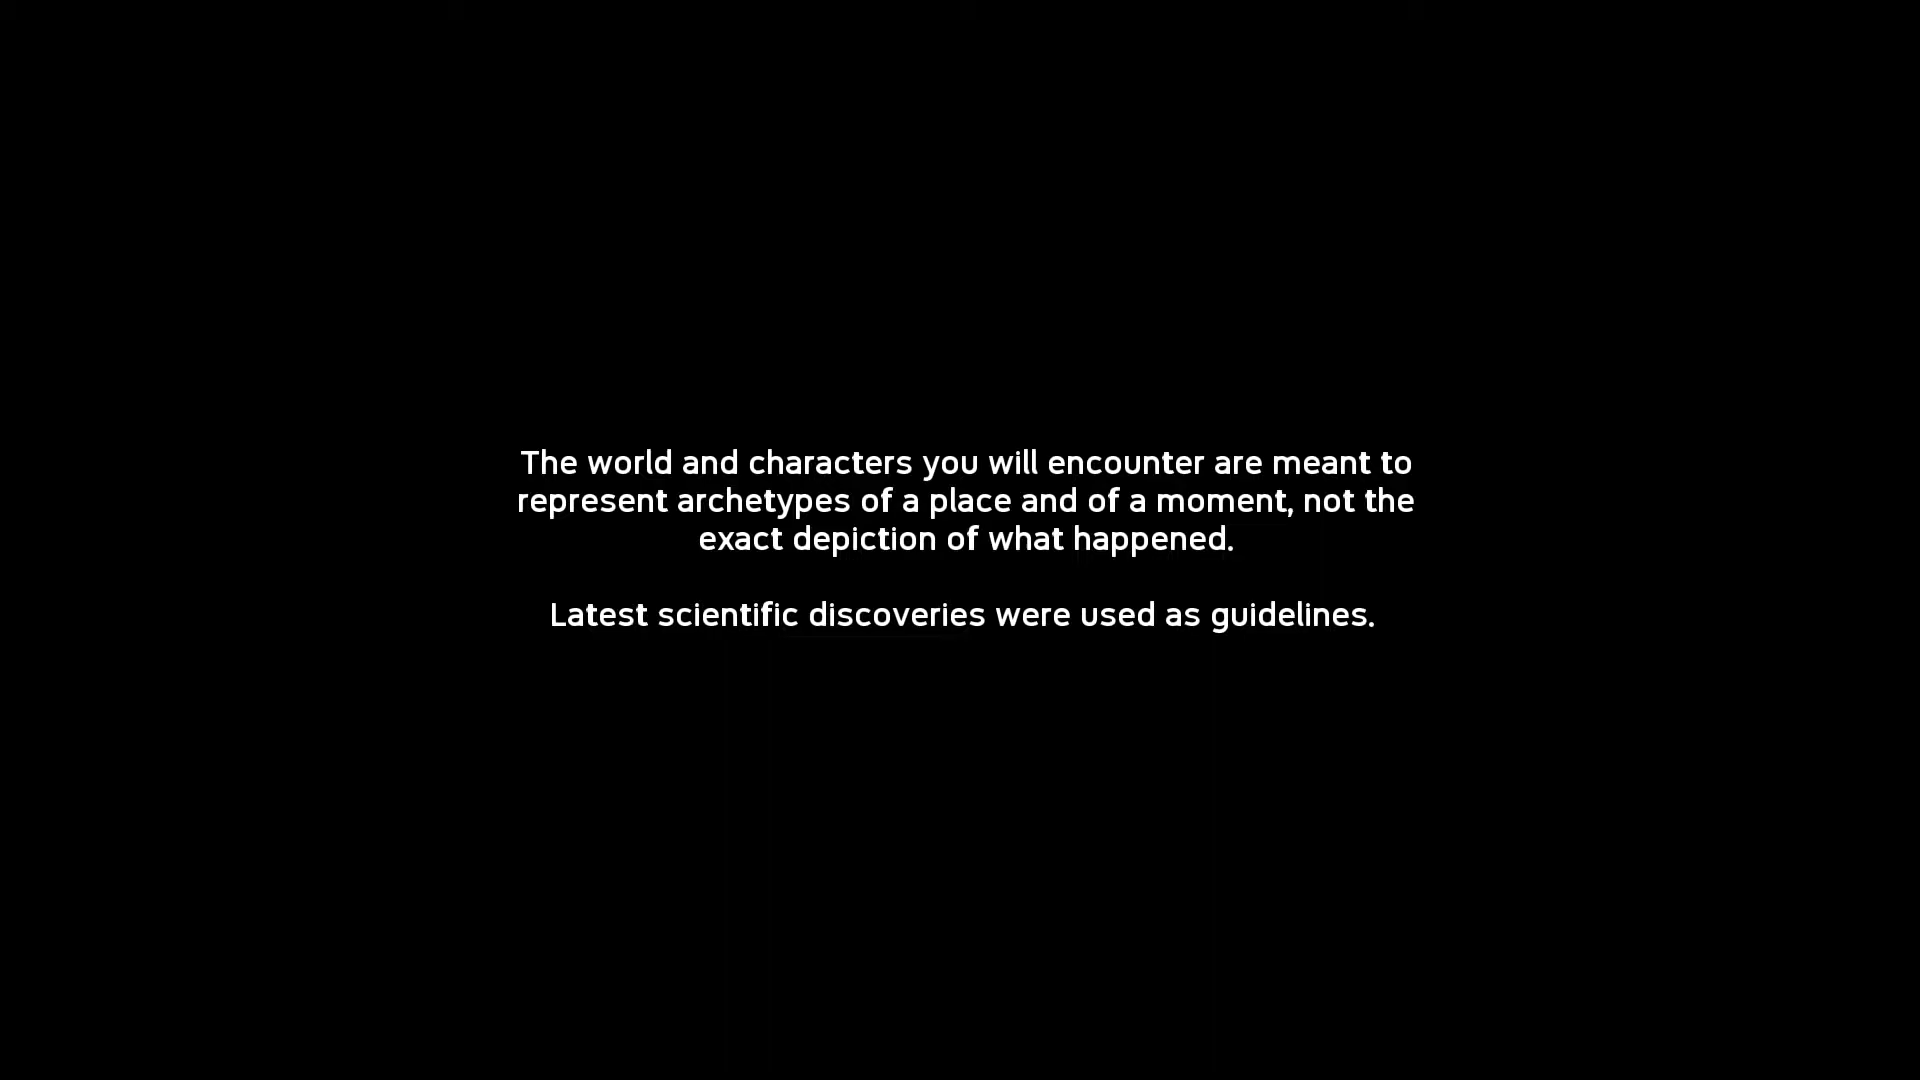 The world and characters you will encounter are meant to
represent archetypes of a place and of a moment, not the
exact depiction of what happened.
Latest scientific discoveries were used as guidelines.